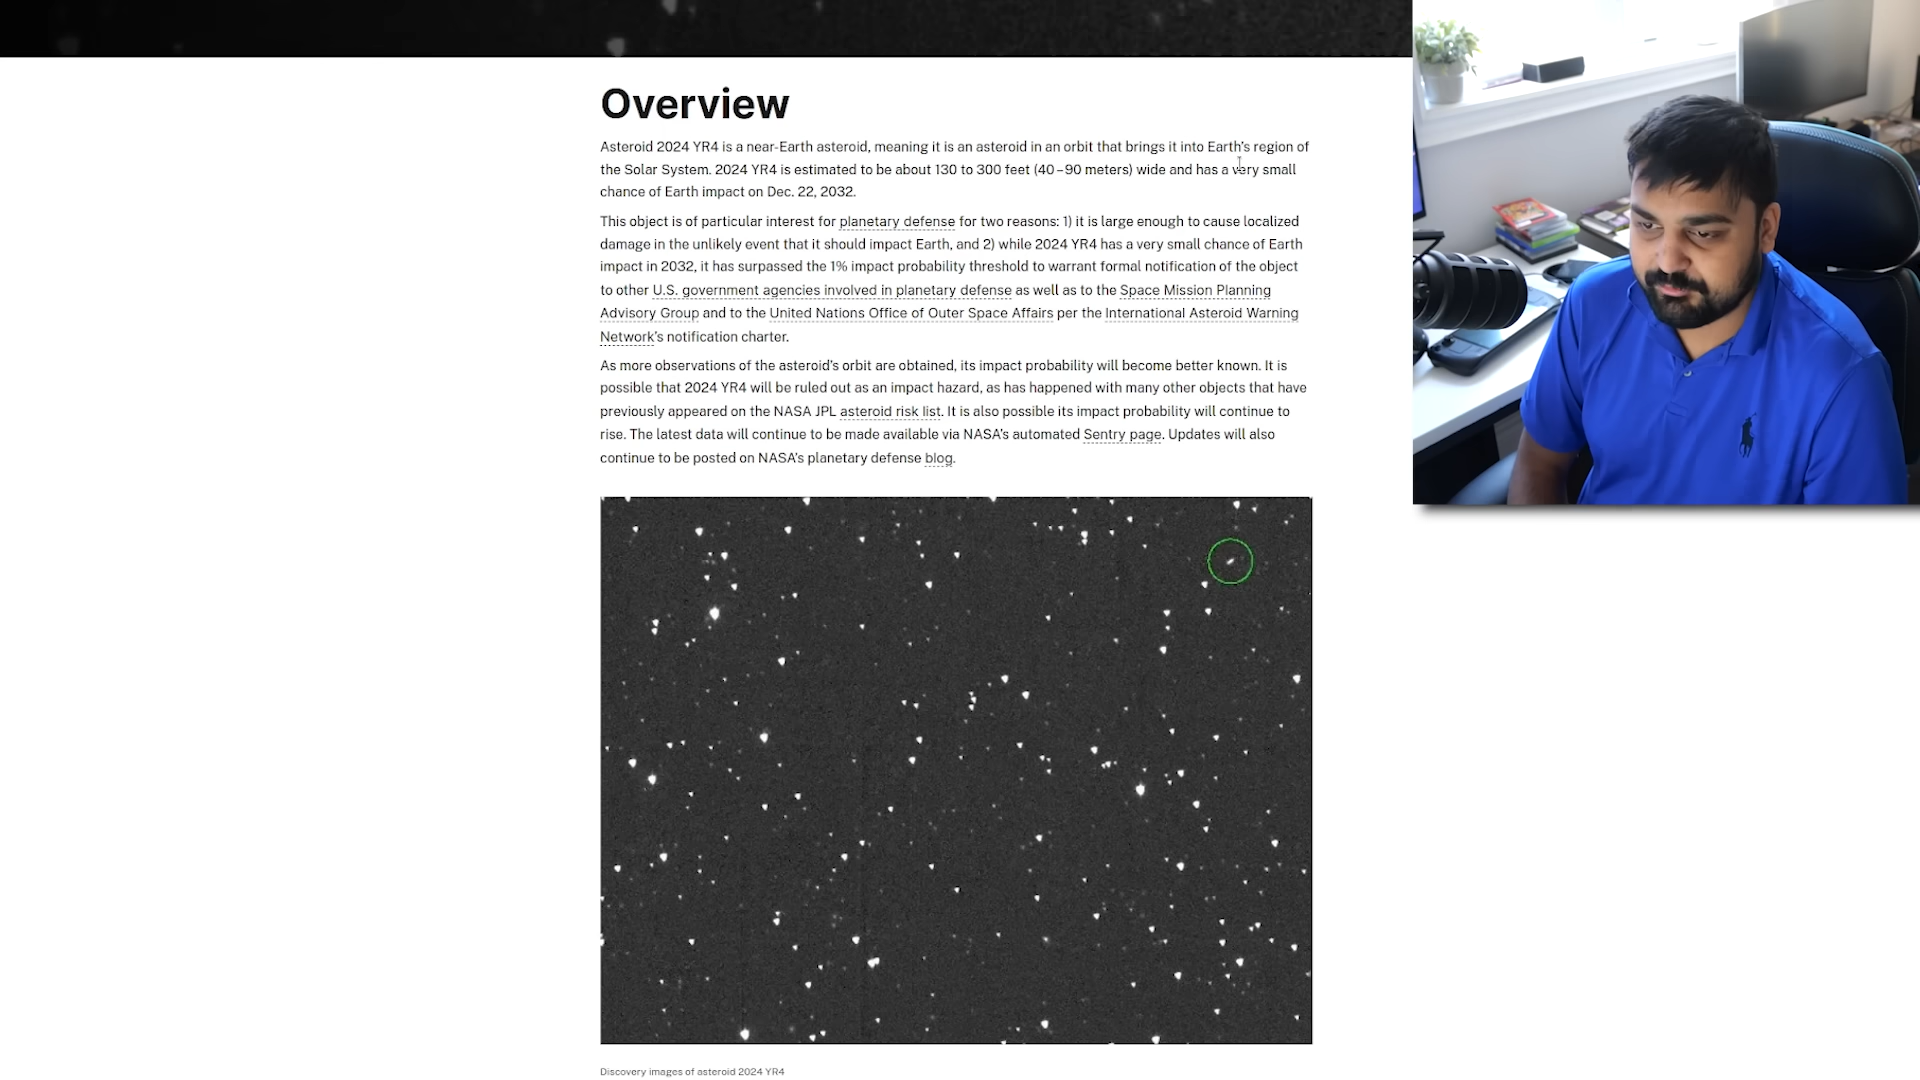 Overview
Asteroid 2024 YR4 is a near-Earth asteroid, meaning it is an asteroid in an orbit that brings it into Earth's region of
the Solar System. 2024 YR4 is estimated to be about 130 to 300 feet (40–90 meters) wide and has a very small
chance of Earth impact on Dec. 22, 2032.
This object is of particular interest for planetary defense for two reasons: 1) it is large enough to cause localized
damage in the unlikely event that it should impact Earth, and 2) while 2024 YR4 has a very small chance of Earth
impact in 2032, it has surpassed the 1% impact probability threshold to warrant formal notification of the object
to other U.S. government agencies involved in planetary defense as well as to the Space Mission Planning
Advisory Group and to the United Nations Office of Outer Space Affairs per the International Asteroid Warning
Network's notification charter.
As more observations of the asteroid's orbit are obtained, its impact probability will become better known. It is
possible that 2024 YR4 will be ruled out as an impact hazard, as has happened with many other objects that have
previously appeared on the NASA JPL asteroid risk list. It is also possible its impact probability will continue to
rise. The latest data will continue to be made available via NASA's automated Sentry page. Updates will also
continue to be posted on NASA's planetary defense blog.
Discovery images of asteroid 2024 YR4